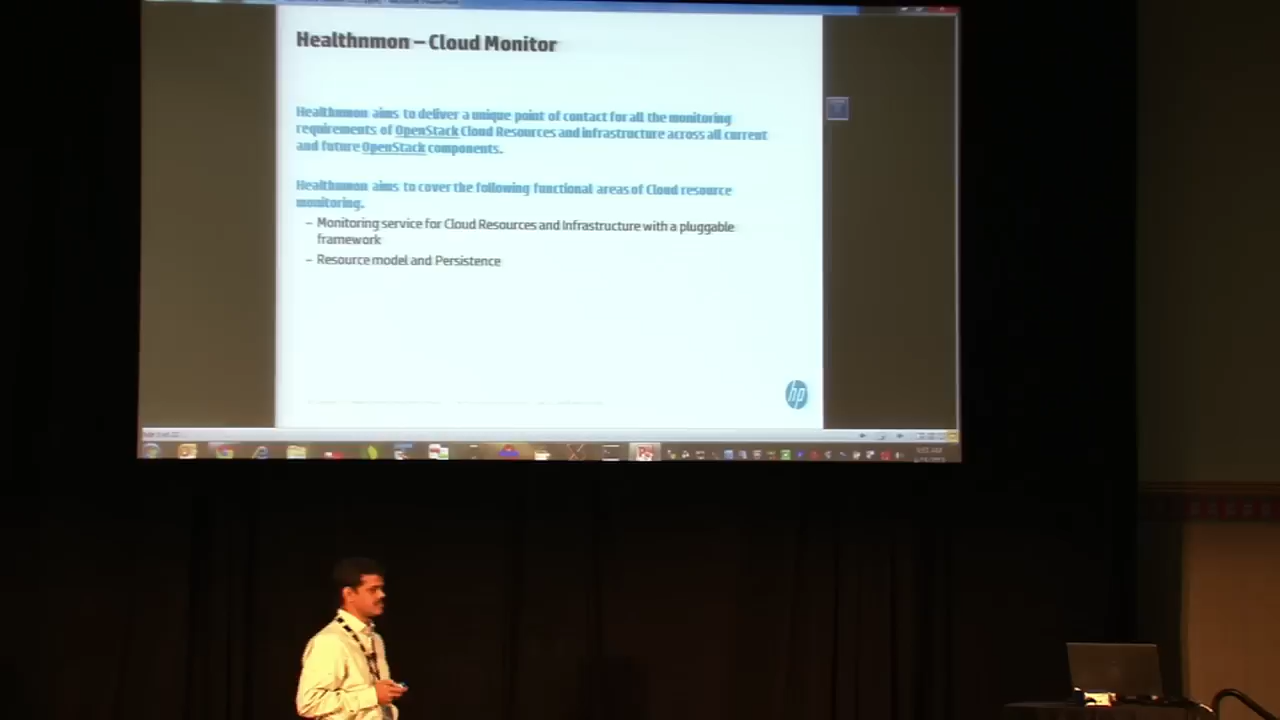 Healthnmon – Cloud Monitor
Healthnmon aims to deliver a unique point of contact for all the monitoring
requirements of OpenStack Cloud Resources and infrastructure across all current
and future OpenStack components.
Healthnmon aims to cover the following functional areas of Cloud resource
monitoring.
– Monitoring service for Cloud Resources and Infrastructure with a pluggable
framework
– Resource model and Persistence
hp